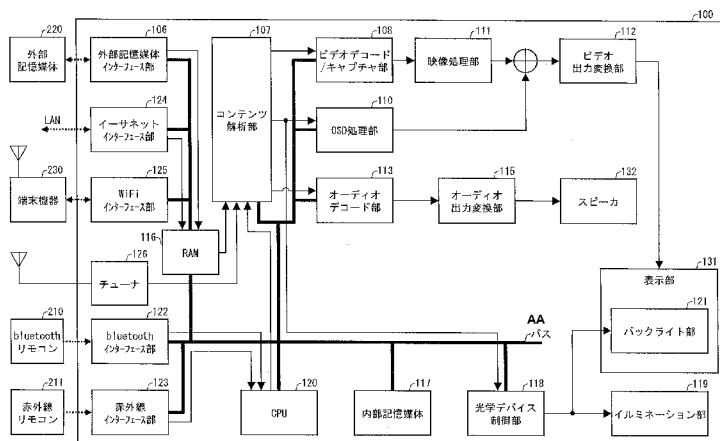 100
220
外部
記憶媒体
106
外部記憶媒体
インターフェース部
107
コンテンツ
解析部
108
ビデオデコード
/キャプチャ部
111
映像処理部
112
ビデオ
出力変換部
LAN
124
イーサネット
インターフェース部
110
OSD処理部
230
端末機器
125
WiFi
インターフェース部
113
オーディオ
デコード部
115
オーディオ
出力変換部
132
スピーカ
116
RAM
126
チューナ
131
表示部
121
バックライト部
210
bluetooth
リモコン
122
bluetooth
インターフェース部
AA
バス
211
赤外線
リモコン
123
赤外線
インターフェース部
120
CPU
117
内部記憶媒体
118
光学デバイス
制御部
119
イルミネーション部